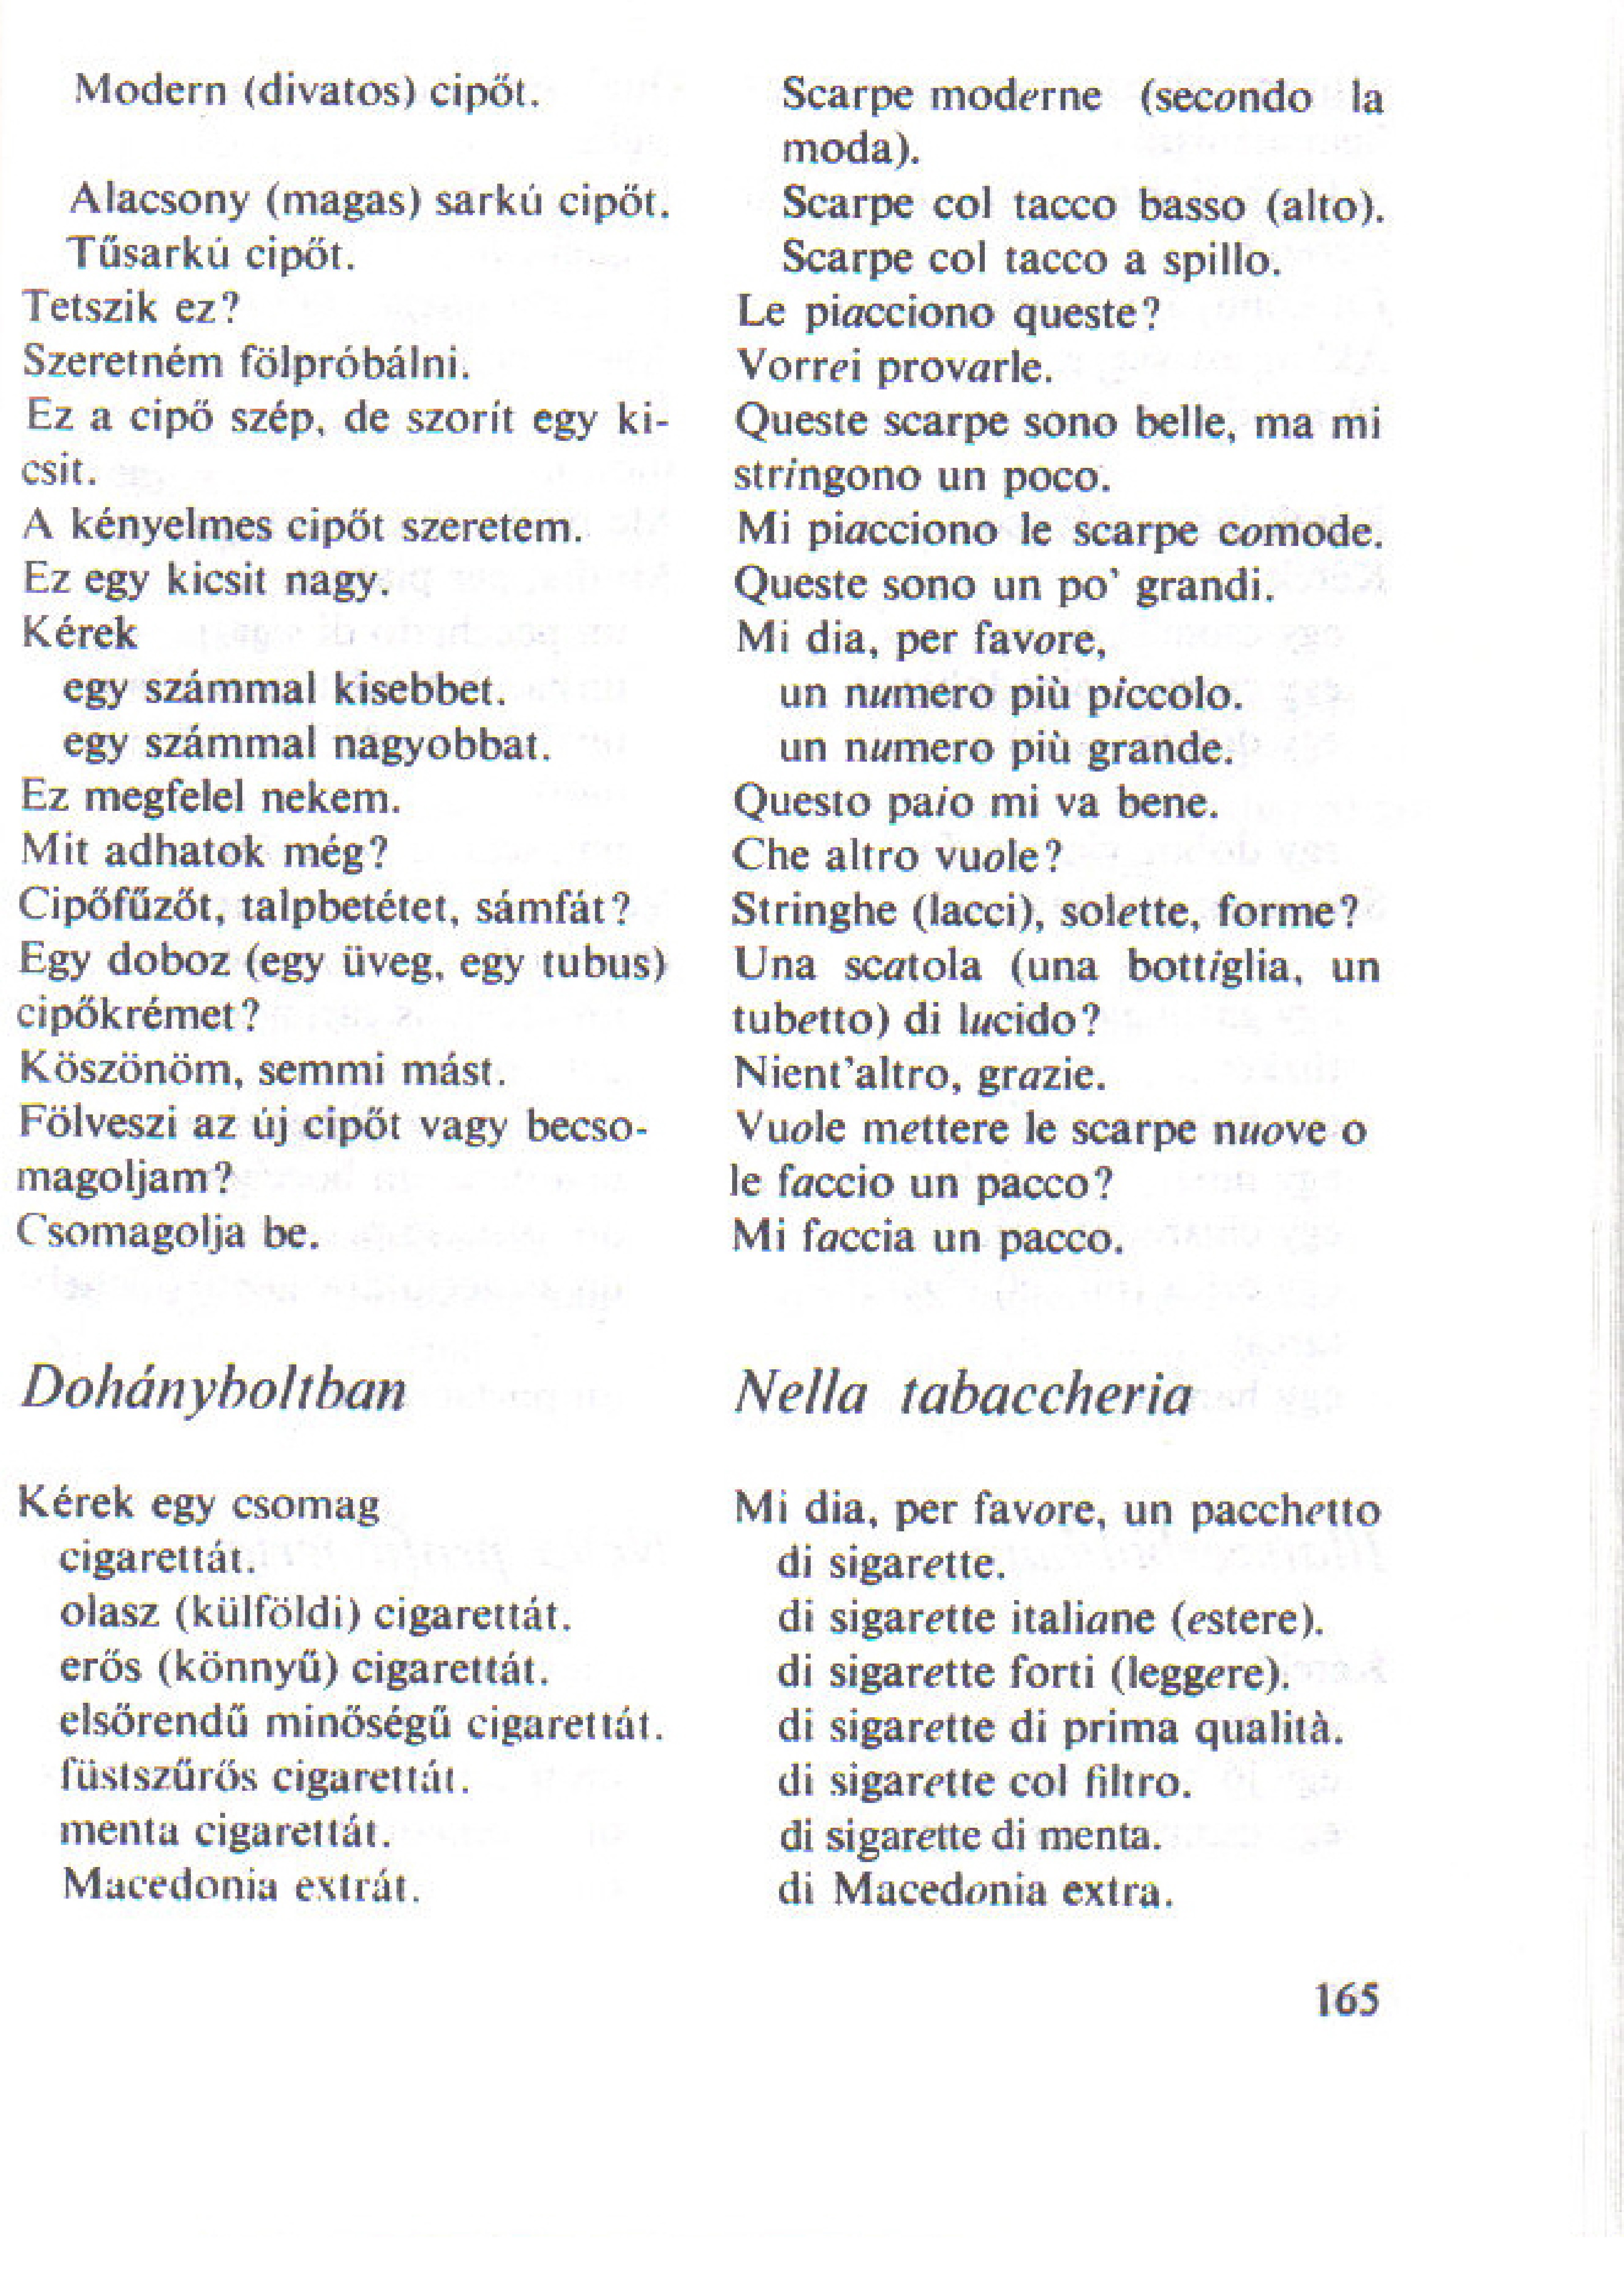 Modern (divatos) cipőt.
Alacsony (magas) sarkú cipőt.
Tűsarkú cipőt.
Tetszik ez?
Szeretném fölpróbálni.
Ez a cipő szép, de szorít egy ki-
csit.
A kényelmes cipőt szeretem.
Ez egy kicsit nagy.
Kérek
egy számmal kisebbet.
egy számmal nagyobbat.
Ez megfelel nekem.
Mit adhatok még?
Cipőfűzőt, talpbetétet, sámfát?
Egy doboz (egy üveg, egy tubus)
cipőkrémet?
Köszönöm, semmi mást.
Fölveszi az új cipőt vagy becso-
magoljam?
Csomagolja be.
Dohányboltban
Kérek egy csomag
cigarettát.
olasz (külföldi) cigarettát.
erős (könnyű) cigarettát.
elsőrendű minőségű cigarettát.
füstszűrős cigarettát.
menta cigarettát.
Macedonia extrát.
Scarpe moderne (secondo la
moda).
Scarpe col tacco basso (alto).
Scarpe col tacco a spillo.
Le piacciono queste?
Vorrei provarle.
Queste scarpe sono belle, ma mi
stringono un poco.
Mi piacciono le scarpe comode.
Queste sono un po' grandi.
Mi dia, per favore,
un numero più piccolo.
un numero più grande.
Questo paio mi va bene.
Che altro vuole?
Stringhe (lacci), solette, forme?
Una scatola (una bottiglia, un
tubetto) di lucido?
Nient'altro, grazie.
Vuole mettere le scarpe nuove o
le faccio un pacco?
Mi faccia un pacco.
Nella tabaccheria
Mi dia, per favore, un pacchetto
di sigarette.
di sigarette italiane (estere).
di sigarette forti (leggere).
di sigarette di prima qualità.
di sigarette col filtro.
di sigarette di menta.
di Macedonia extra.
165